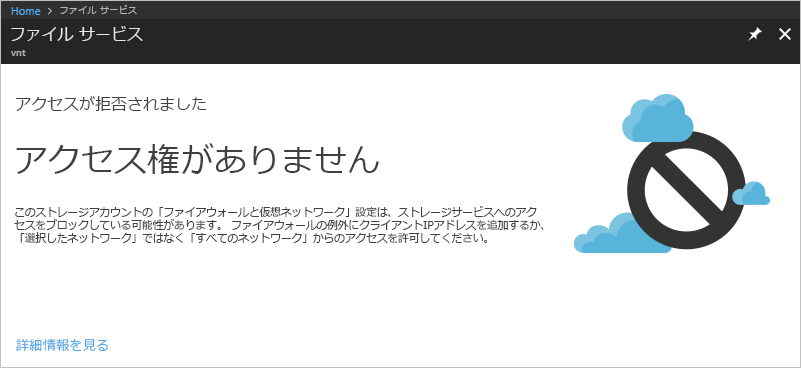 Home > ファイル サービス
ファイル サービス
vnt
アクセスが拒否されました
アクセス権がありません
このストレージアカウントの「ファイアウォールと仮想ネットワーク」設定は、ストレージサービスへのアク
セスをブロックしている可能性があります。 ファイアウォールの例外にクライアントIPアドレスを追加するか、
「選択したネットワーク」ではなく「すべてのネットワーク」からのアクセスを許可してください。
詳細情報を見る